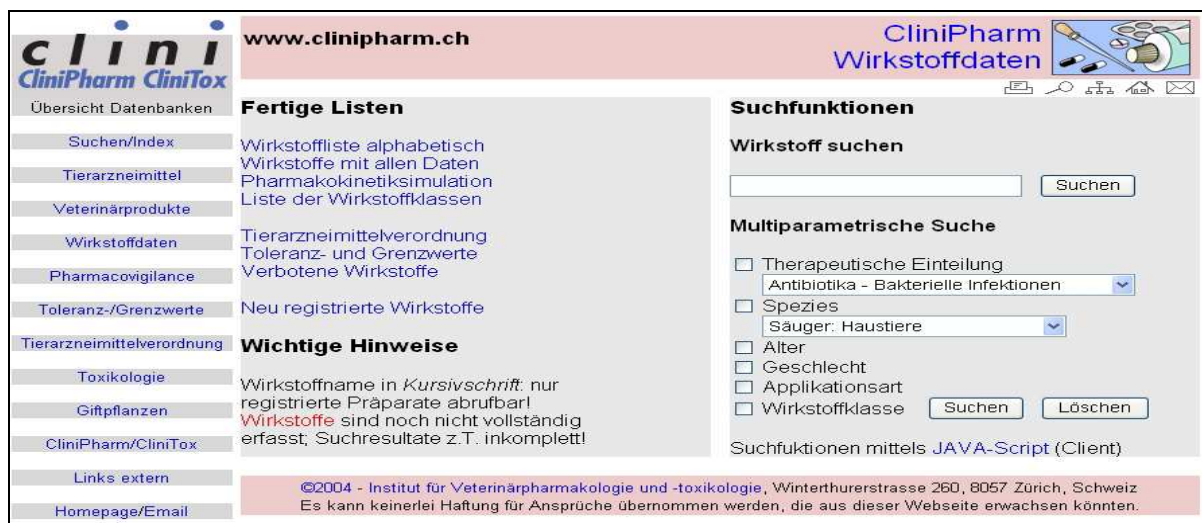 clini
CliniPharm CliniTox
www.clinipharm.ch
CliniPharm
Wirkstoffdaten
Übersicht Datenbanken
Suchen/Index
Tierarzneimittel
Veterinärprodukte
Wirkstoffdaten
Pharmacovigilance
Toleranz-/Grenzwerte
Tierarzneimittelverordnung
Toxikologie
Giftpflanzen
CliniPharm/CliniTox
Links extern
Homepage/Email
Fertige Listen
Wirkstoffliste alphabetisch
Wirkstoffe mit allen Daten
Pharmakokinetiksimulation
Liste der Wirkstoffklassen
Tierarzneimittelverordnung
Toleranz- und Grenzwerte
Verbotene Wirkstoffe
Neu registrierte Wirkstoffe
Wichtige Hinweise
Wirkstoffname in Kursivschrift: nur
registrierte Präparate abrufbar!
Wirkstoffe sind noch nicht vollständig
erfasst; Suchresultate z.T. inkomplett!
Suchfunktionen
Wirkstoff suchen
Suchen
Multiparametrische Suche
Therapeutische Einteilung
Antibiotika - Bakterielle Infektionen
Spezies
Säuger: Haustiere
Alter
Geschlecht
Applikationsart
Wirkstoffklasse Suchen Löschen
Suchfuktionen mittels JAVA-Script (Client)
©2004 - Institut für Veterinärpharmakologie und -toxikologie, Winterthurerstrasse 260, 8057 Zürich, Schweiz
Es kann keinerlei Haftung für Ansprüche übernommen werden, die aus dieser Webseite erwachsen könnten.